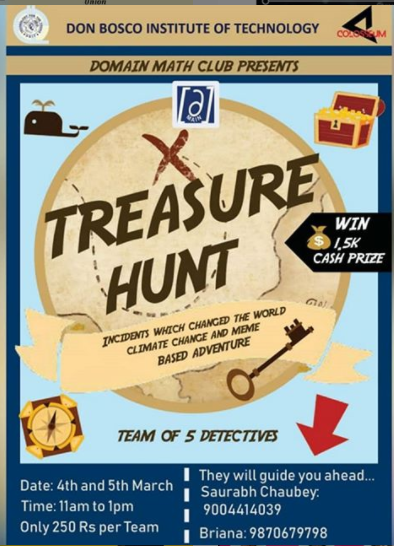 DON BOSCO INSTITUTE OF TECHNOLOGY
COLOSSEUM
DOMAIN MATH CLUB PRESENTS
MAIN
TREASURE
HUNT
WIN
$ 1,5K
CASH PRIZE
INCIDENTS WHICH CHANGED THE WORLD
CLIMATE CHANGE AND MEME
BASED ADVENTURE
TEAM OF 5 DETECTIVES
Date: 4th and 5th March
Time: 11am to 1pm
Only 250 Rs per Team
They will guide you ahead...
Saurabh Chaubey:
9004414039
Briana: 9870679798